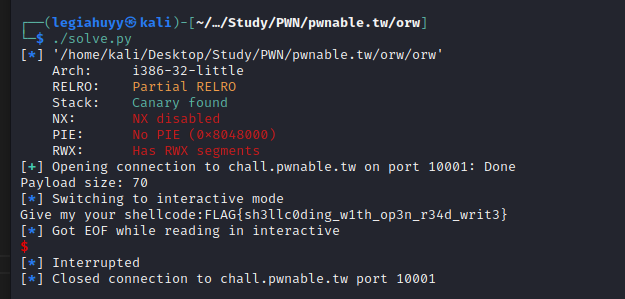 ┌──(legiahuyy㉿kali)-[~/…/Study/PWN/pwnable.tw/orw]
└─$ ./solve.py
[*] '/home/kali/Desktop/Study/PWN/pwnable.tw/orw/orw'
    Arch:     i386-32-little
    RELRO:    Partial RELRO
    Stack:    Canary found
    NX:       NX disabled
    PIE:      No PIE (0x8048000)
    RWX:      Has RWX segments
[+] Opening connection to chall.pwnable.tw on port 10001: Done
Payload size: 70
[*] Switching to interactive mode
Give my your shellcode:FLAG{sh3llc0ding_w1th_op3n_r34d_writ3}
[*] Got EOF while reading in interactive
$
[*] Interrupted
[*] Closed connection to chall.pwnable.tw port 10001